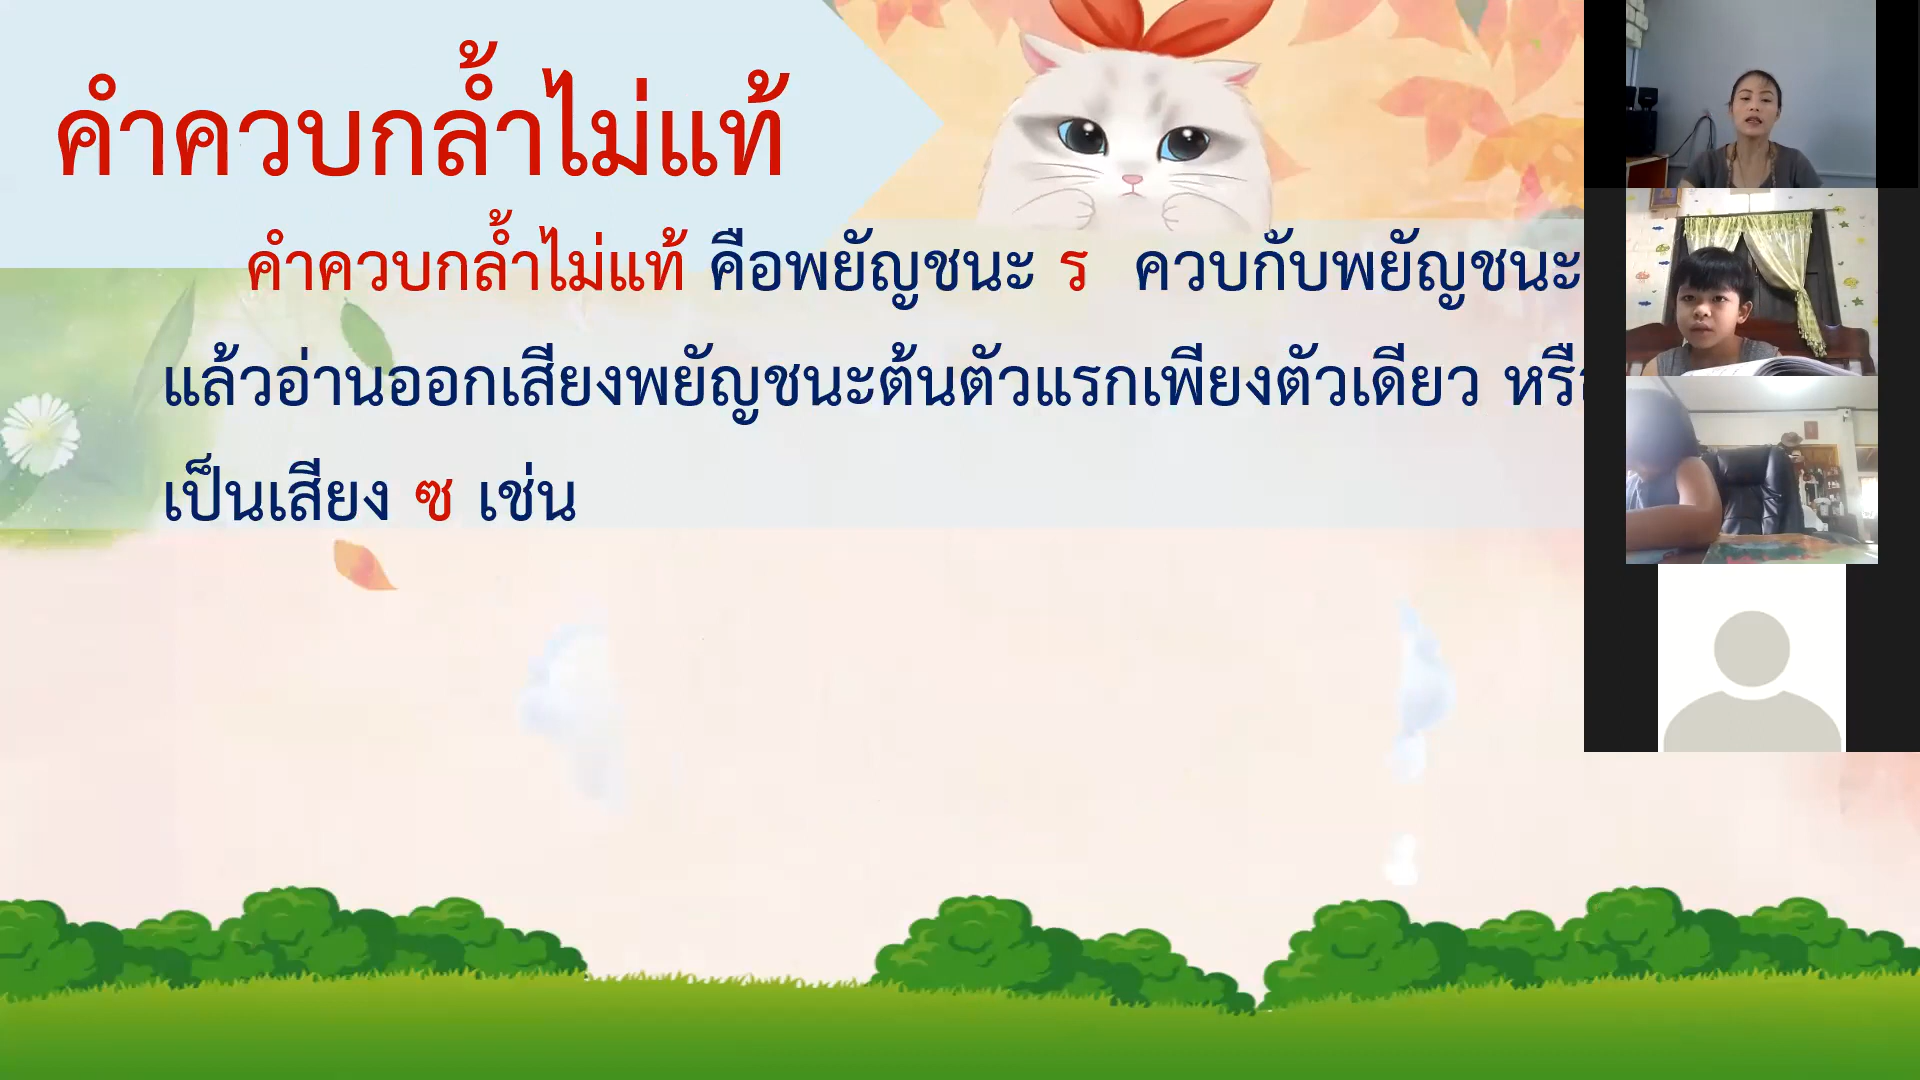 คำควบกล้ำไม่แท้
คำควบกล้ำไม่แท้ คือพยัญชนะ ร ควบกับพยัญชนะ
แล้วอ่านออกเสียงพยัญชนะต้นตัวแรกเพียงตัวเดียว
เป็นเสียง ซ เช่น